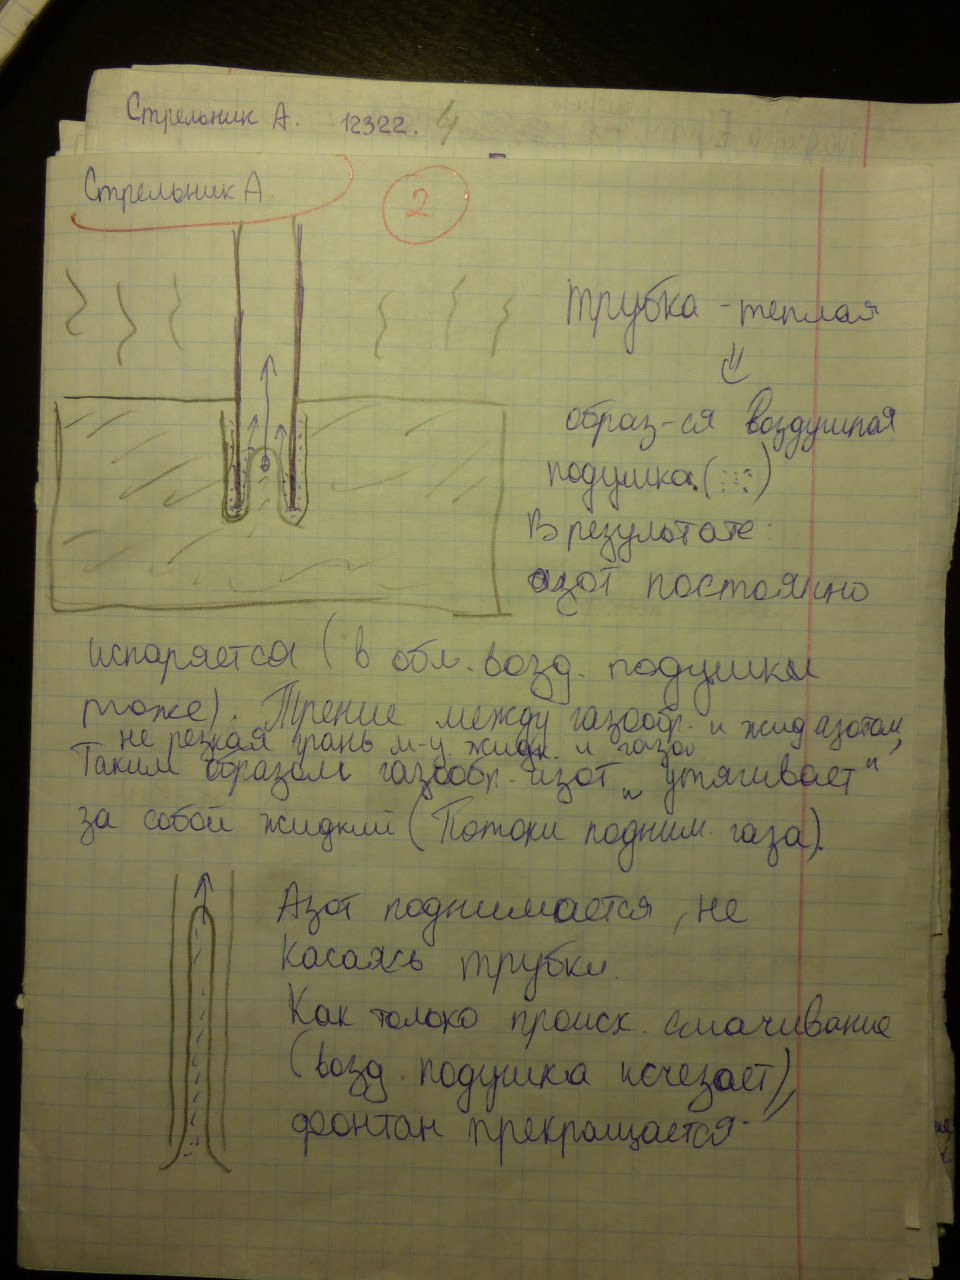 Стрельник А. 12322. 4
Стрельник А.
2
трубка - теплая
⇓
образ-ся воздушная
подушка. ( )
В результате:
азот постоянно
испаряется (в обл. возд. подушки
тоже). Трение между газообр. и жид азотом,
не резкая грань м-у жидк. и газов
Таким образом газообр. азот „утягивает“
за собой жидкий (Потоки подним. газа).
Азот поднимается, не
касаясь трубки.
Как только происх. смачивание
(возд. подушка исчезает),
фонтан прекращается.